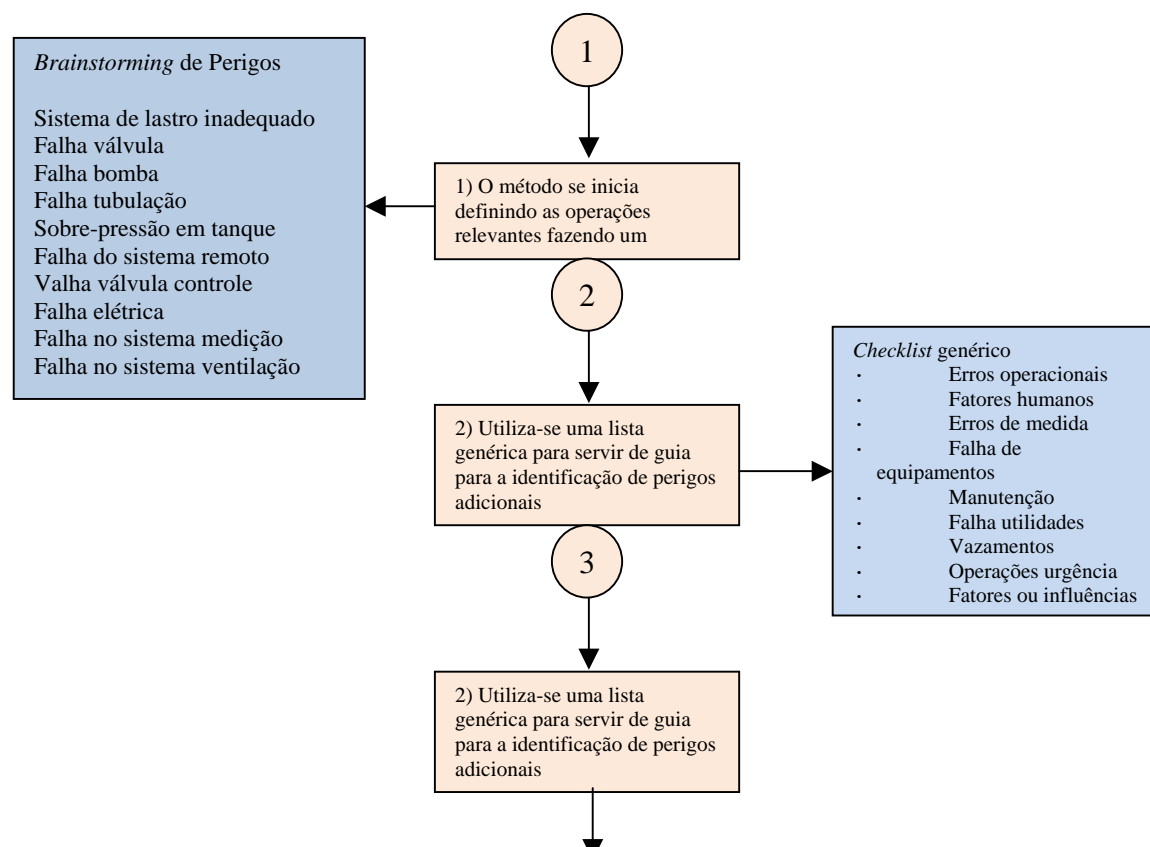 1
Brainstorming de Perigos
Sistema de lastro inadequado
Falha válvula
Falha bomba
Falha tubulação
Sobre-pressão em tanque
Falha do sistema remoto
Valha válvula controle
Falha elétrica
Falha no sistema medição
Falha no sistema ventilação
1) O método se inicia
definindo as operações
relevantes fazendo um
2
2) Utiliza-se uma lista
genérica para servir de guia
para a identificação de perigos
adicionais
Checklist genérico
· Erros operacionais
· Fatores humanos
· Erros de medida
· Falha de
equipamentos
· Manutenção
· Falha utilidades
· Vazamentos
· Operações urgência
· Fatores ou influências
3
2) Utiliza-se uma lista
genérica para servir de guia
para a identificação de perigos
adicionais